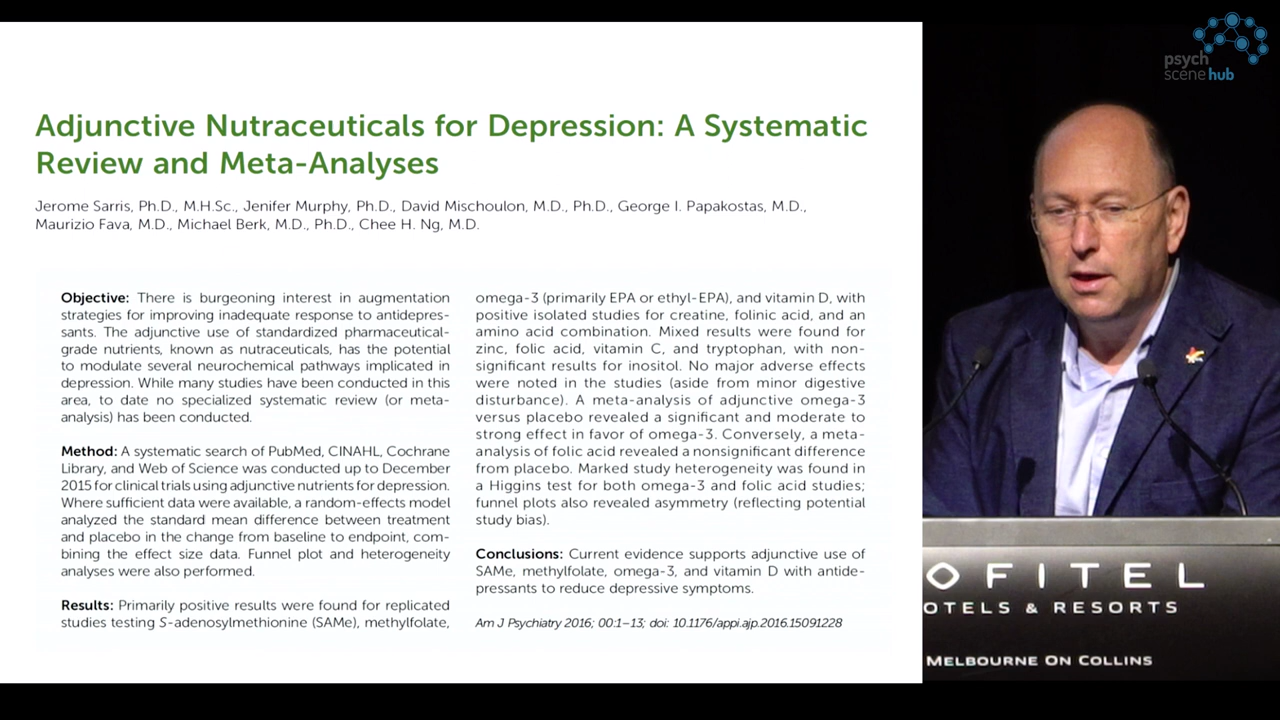 psych
scene hub
Adjunctive Nutraceuticals for Depression: A Systematic
Review and Meta-Analyses
Jerome Sarris, Ph.D., M.H.Sc., Jenifer Murphy, Ph.D., David Mischoulon, M.D., Ph.D., George I. Papakostas, M.D.,
Maurizio Fava, M.D., Michael Berk, M.D., Ph.D., Chee H. Ng, M.D.
Objective: There is burgeoning interest in augmentation
strategies for improving inadequate response to antidepres-
sants. The adjunctive use of standardized pharmaceutical-
grade nutrients, known as nutraceuticals, has the potential
to modulate several neurochemical pathways implicated in
depression. While many studies have been conducted in this
area, to date no specialized systematic review (or meta-
analysis) has been conducted.
Method: A systematic search of PubMed, CINAHL, Cochrane
Library, and Web of Science was conducted up to December
2015 for clinical trials using adjunctive nutrients for depression.
Where sufficient data were available, a random-effects model
analyzed the standard mean difference between treatment
and placebo in the change from baseline to endpoint, com-
bining the effect size data. Funnel plot and heterogeneity
analyses were also performed.
Results: Primarily positive results were found for replicated
studies testing S-adenosylmethionine (SAMe), methylfolate,
omega-3 (primarily EPA or ethyl-EPA), and vitamin D, with
positive isolated studies for creatine, folinic acid, and an
amino acid combination. Mixed results were found for
zinc, folic acid, vitamin C, and tryptophan, with non-
significant results for inositol. No major adverse effects
were noted in the studies (aside from minor digestive
disturbance). A meta-analysis of adjunctive omega-3
versus placebo revealed a significant and moderate to
strong effect in favor of omega-3. Conversely, a meta-
analysis of folic acid revealed a nonsignificant difference
from placebo. Marked study heterogeneity was found in
a Higgins test for both omega-3 and folic acid studies;
funnel plots also revealed asymmetry (reflecting potential
study bias).
Conclusions: Current evidence supports adjunctive use of
SAMe, methylfolate, omega-3, and vitamin D with antide-
pressants to reduce depressive symptoms.
Am J Psychiatry 2016; 00:1–13; doi: 10.1176/appi.ajp.2016.15091228
OFITEL
OTELS & RESORTS
MELBOURNE ON COLLINS